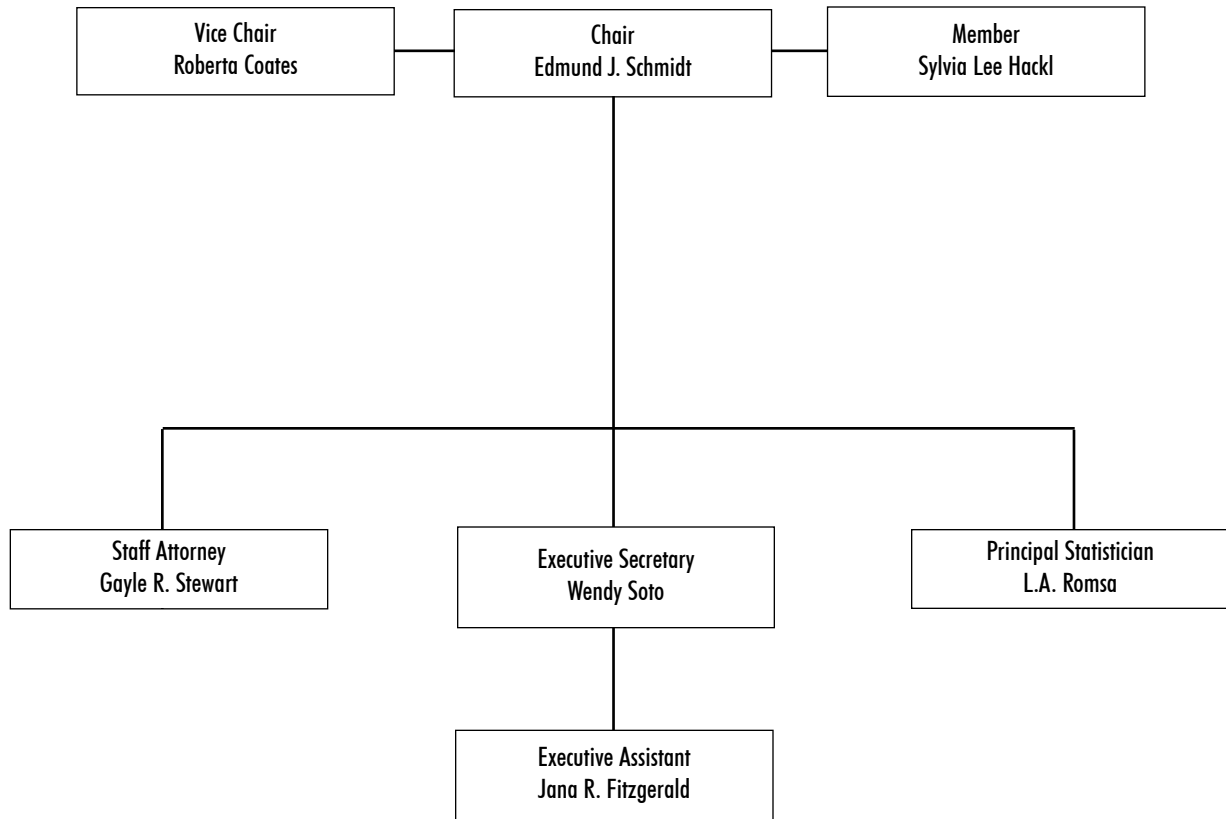 Vice Chair
Roberta Coates
Chair
Edmund J. Schmidt
Member
Sylvia Lee Hackl
Staff Attorney
Gayle R. Stewart
Executive Secretary
Wendy Soto
Principal Statistician
L.A. Romsa
Executive Assistant
Jana R. Fitzgerald